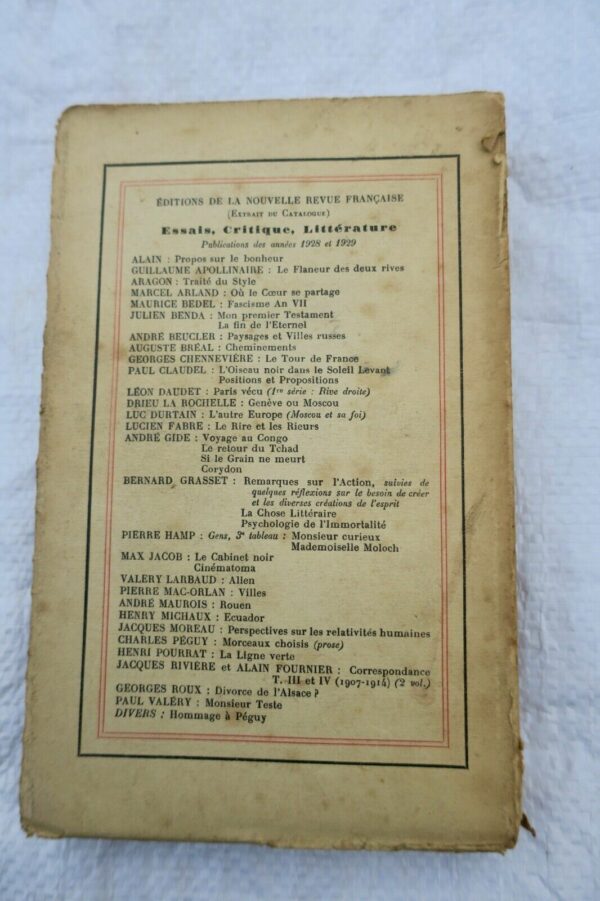 ÉDITIONS DE LA NOUVELLE REVUE FRANÇAISE
(Extrait du Catalogue)
Essais, Critique, Littérature
Publications des années 1928 et 1929
ALAIN : Propos sur le bonheur
GUILLAUME APOLLINAIRE : Le Flaneur des deux rives
ARAGON : Traité du Style
MARCEL ARLAND : Où le Cœur se partage
MAURICE BEDEL : Fascisme An VII
JULIEN BENDA : Mon premier Testament
La fin de l'Eternel
ANDRÉ BEUCLER : Paysages et Villes russes
AUGUSTE BRÉAL : Cheminements
GEORGES CHENNEVIÈRE : Le Tour de France
PAUL CLAUDEL : L'Oiseau noir dans le Soleil Levant
Positions et Propositions
LÉON DAUDET : Paris vécu (1re série : Rive droite)
DRIEU LA ROCHELLE : Genève ou Moscou
LUC DURTAIN : L'autre Europe (Moscou et sa foi)
LUCIEN FABRE : Le Rire et les Rieurs
ANDRÉ GIDE : Voyage au Congo
Le retour du Tchad
Si le Grain ne meurt
Corydon
BERNARD GRASSET : Remarques sur l'Action, suivies de
quelques réflexions sur le besoin de créer
et les diverses créations de l'esprit
La Chose Littéraire
Psychologie de l'Immortalité
PIERRE HAMP : Gens, 3e tableau : Monsieur curieux
Mademoiselle Moloch
MAX JACOB : Le Cabinet noir
Cinématoma
VALERY LARBAUD : Allen
PIERRE MAC-ORLAN : Villes
ANDRÉ MAUROIS : Rouen
HENRY MICHAUX : Ecuador
JACQUES MOREAU : Perspectives sur les relativités humaines
CHARLES PÉGUY : Morceaux choisis (prose)
HENRI POURRAT : La Ligne verte
JACQUES RIVIÈRE et ALAIN FOURNIER : Correspondance
T. III et IV (1907-1914) (2 vol.)
GEORGES ROUX : Divorce de l'Alsace ?
PAUL VALÉRY : Monsieur Teste
DIVERS : Hommage à Péguy